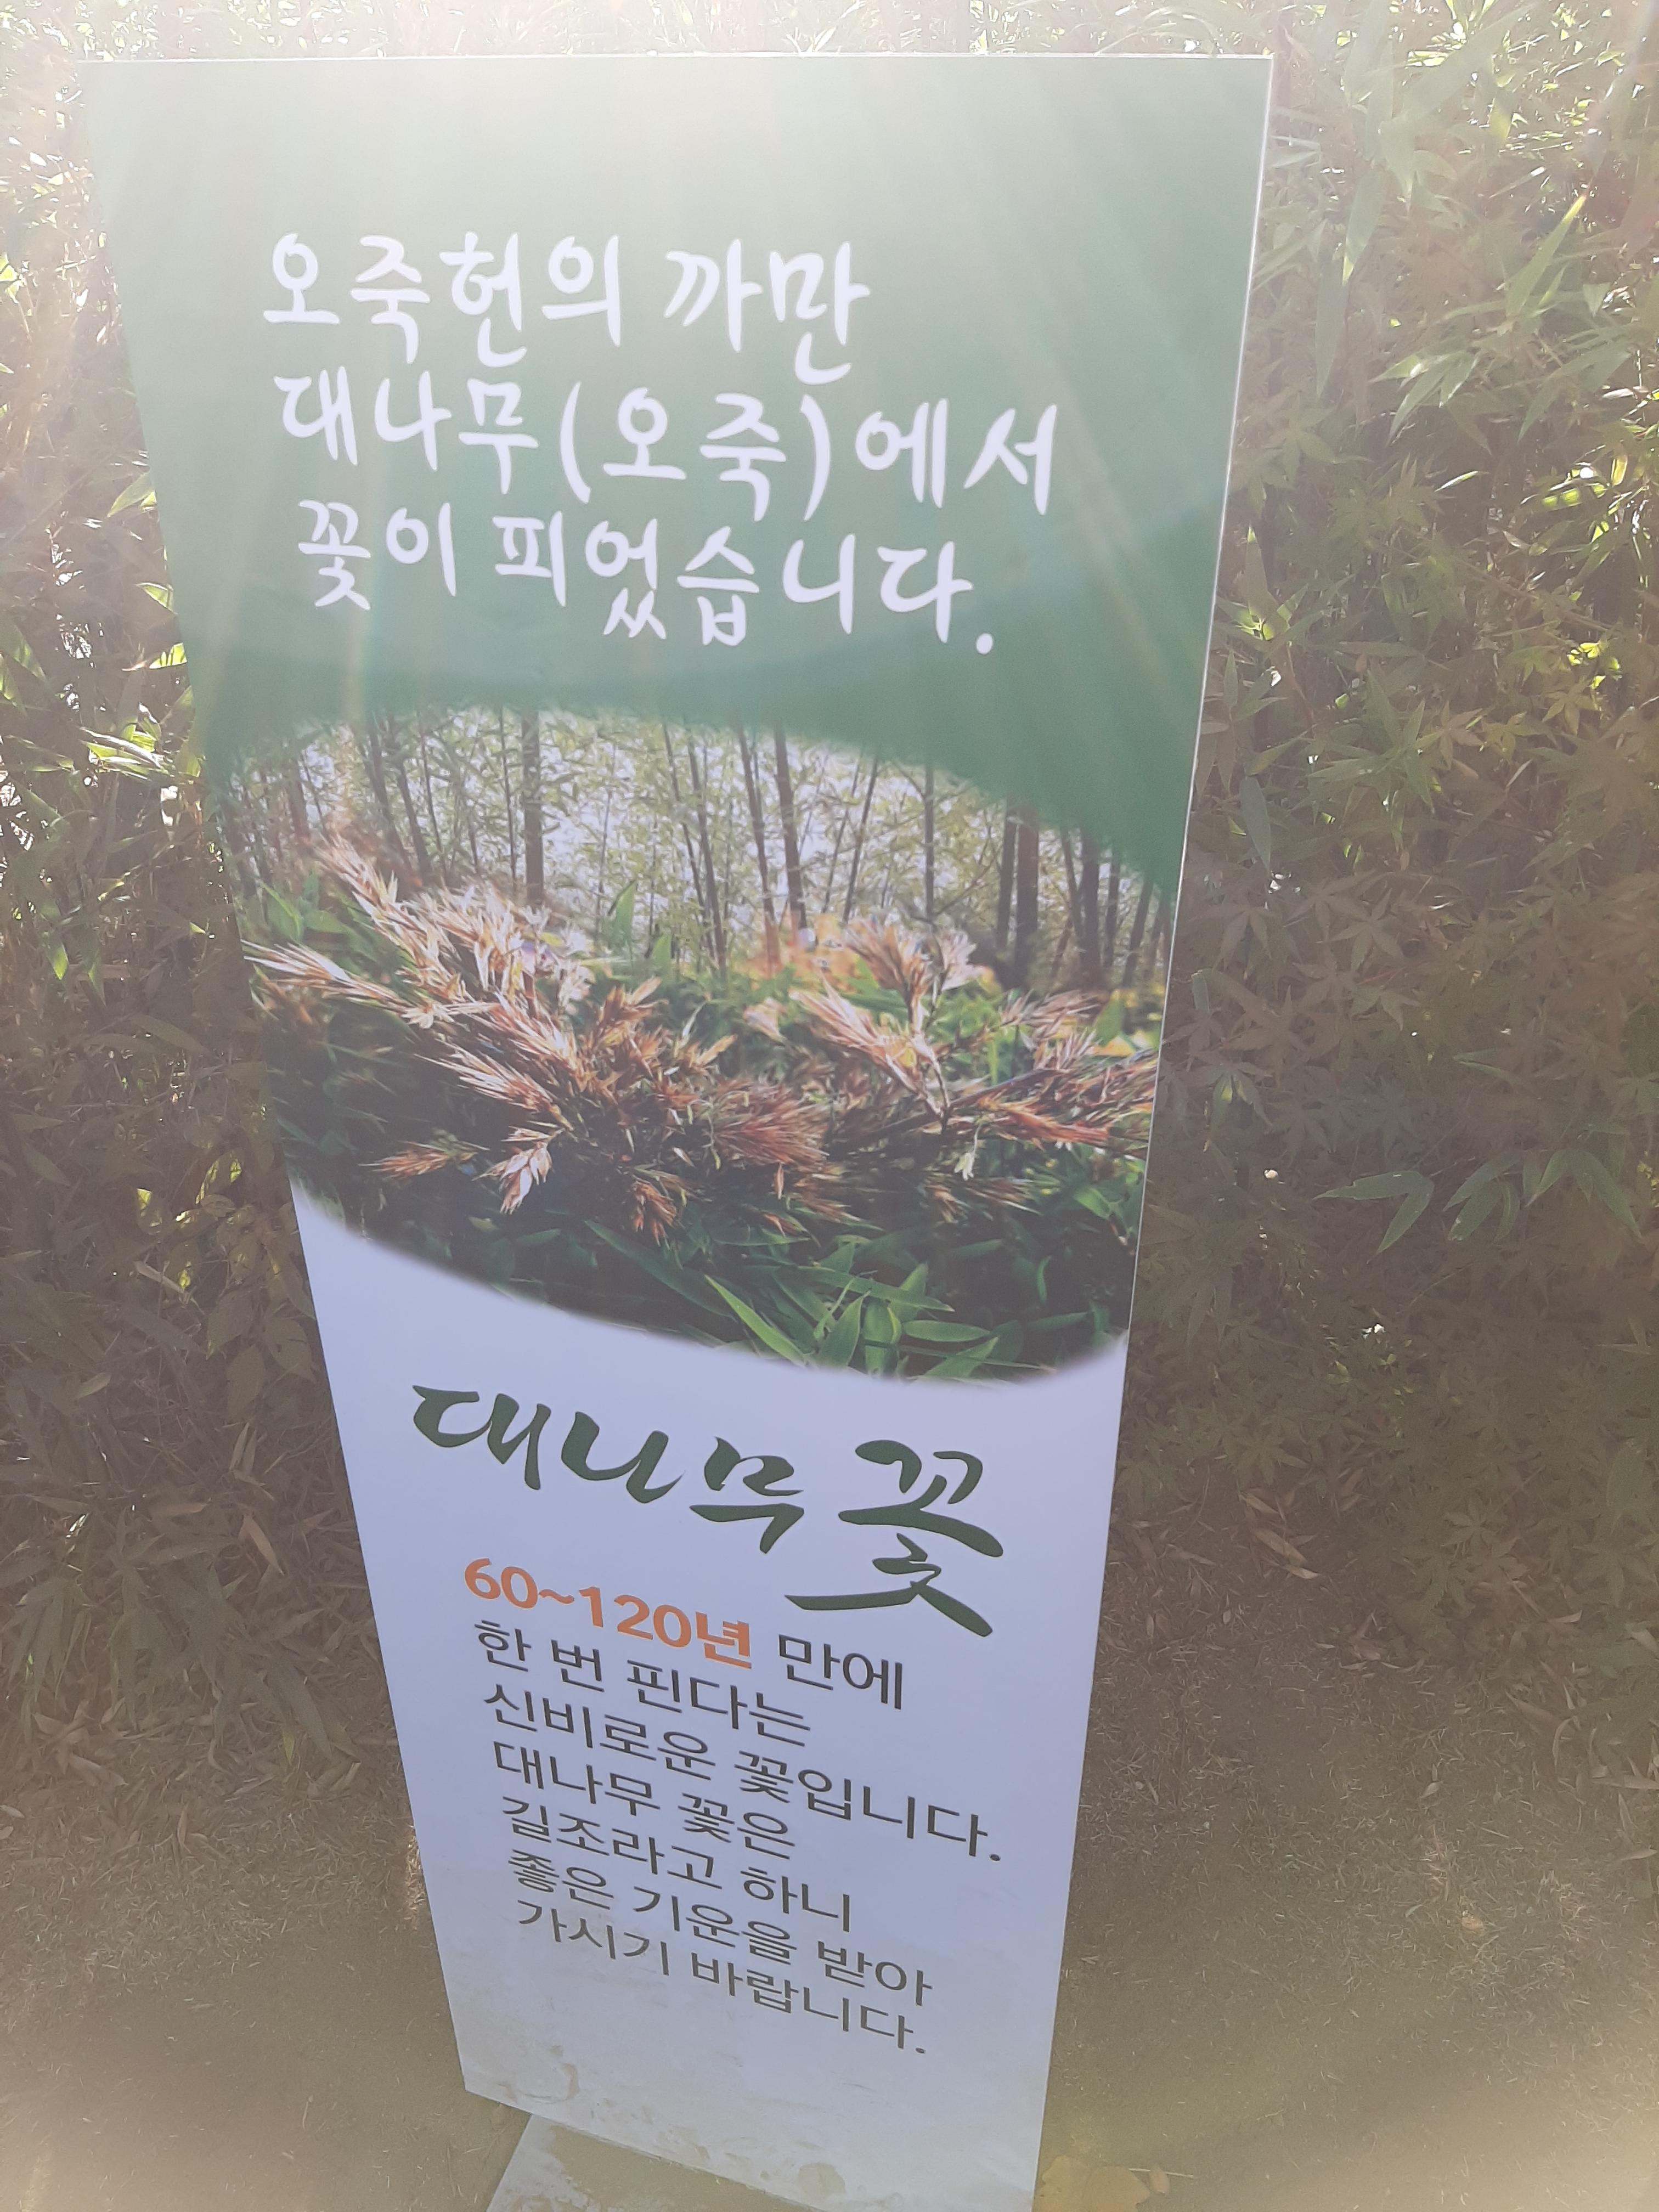 오죽헌의 까만
대나무(오죽)에서
꽃이 피었습니다.
대나무꽃
60~120년 만에
한 번 핀다는
신비로운 꽃입니다.
대나무 꽃은
길조라고 하니
좋은 기운을 받아
가시기 바랍니다.